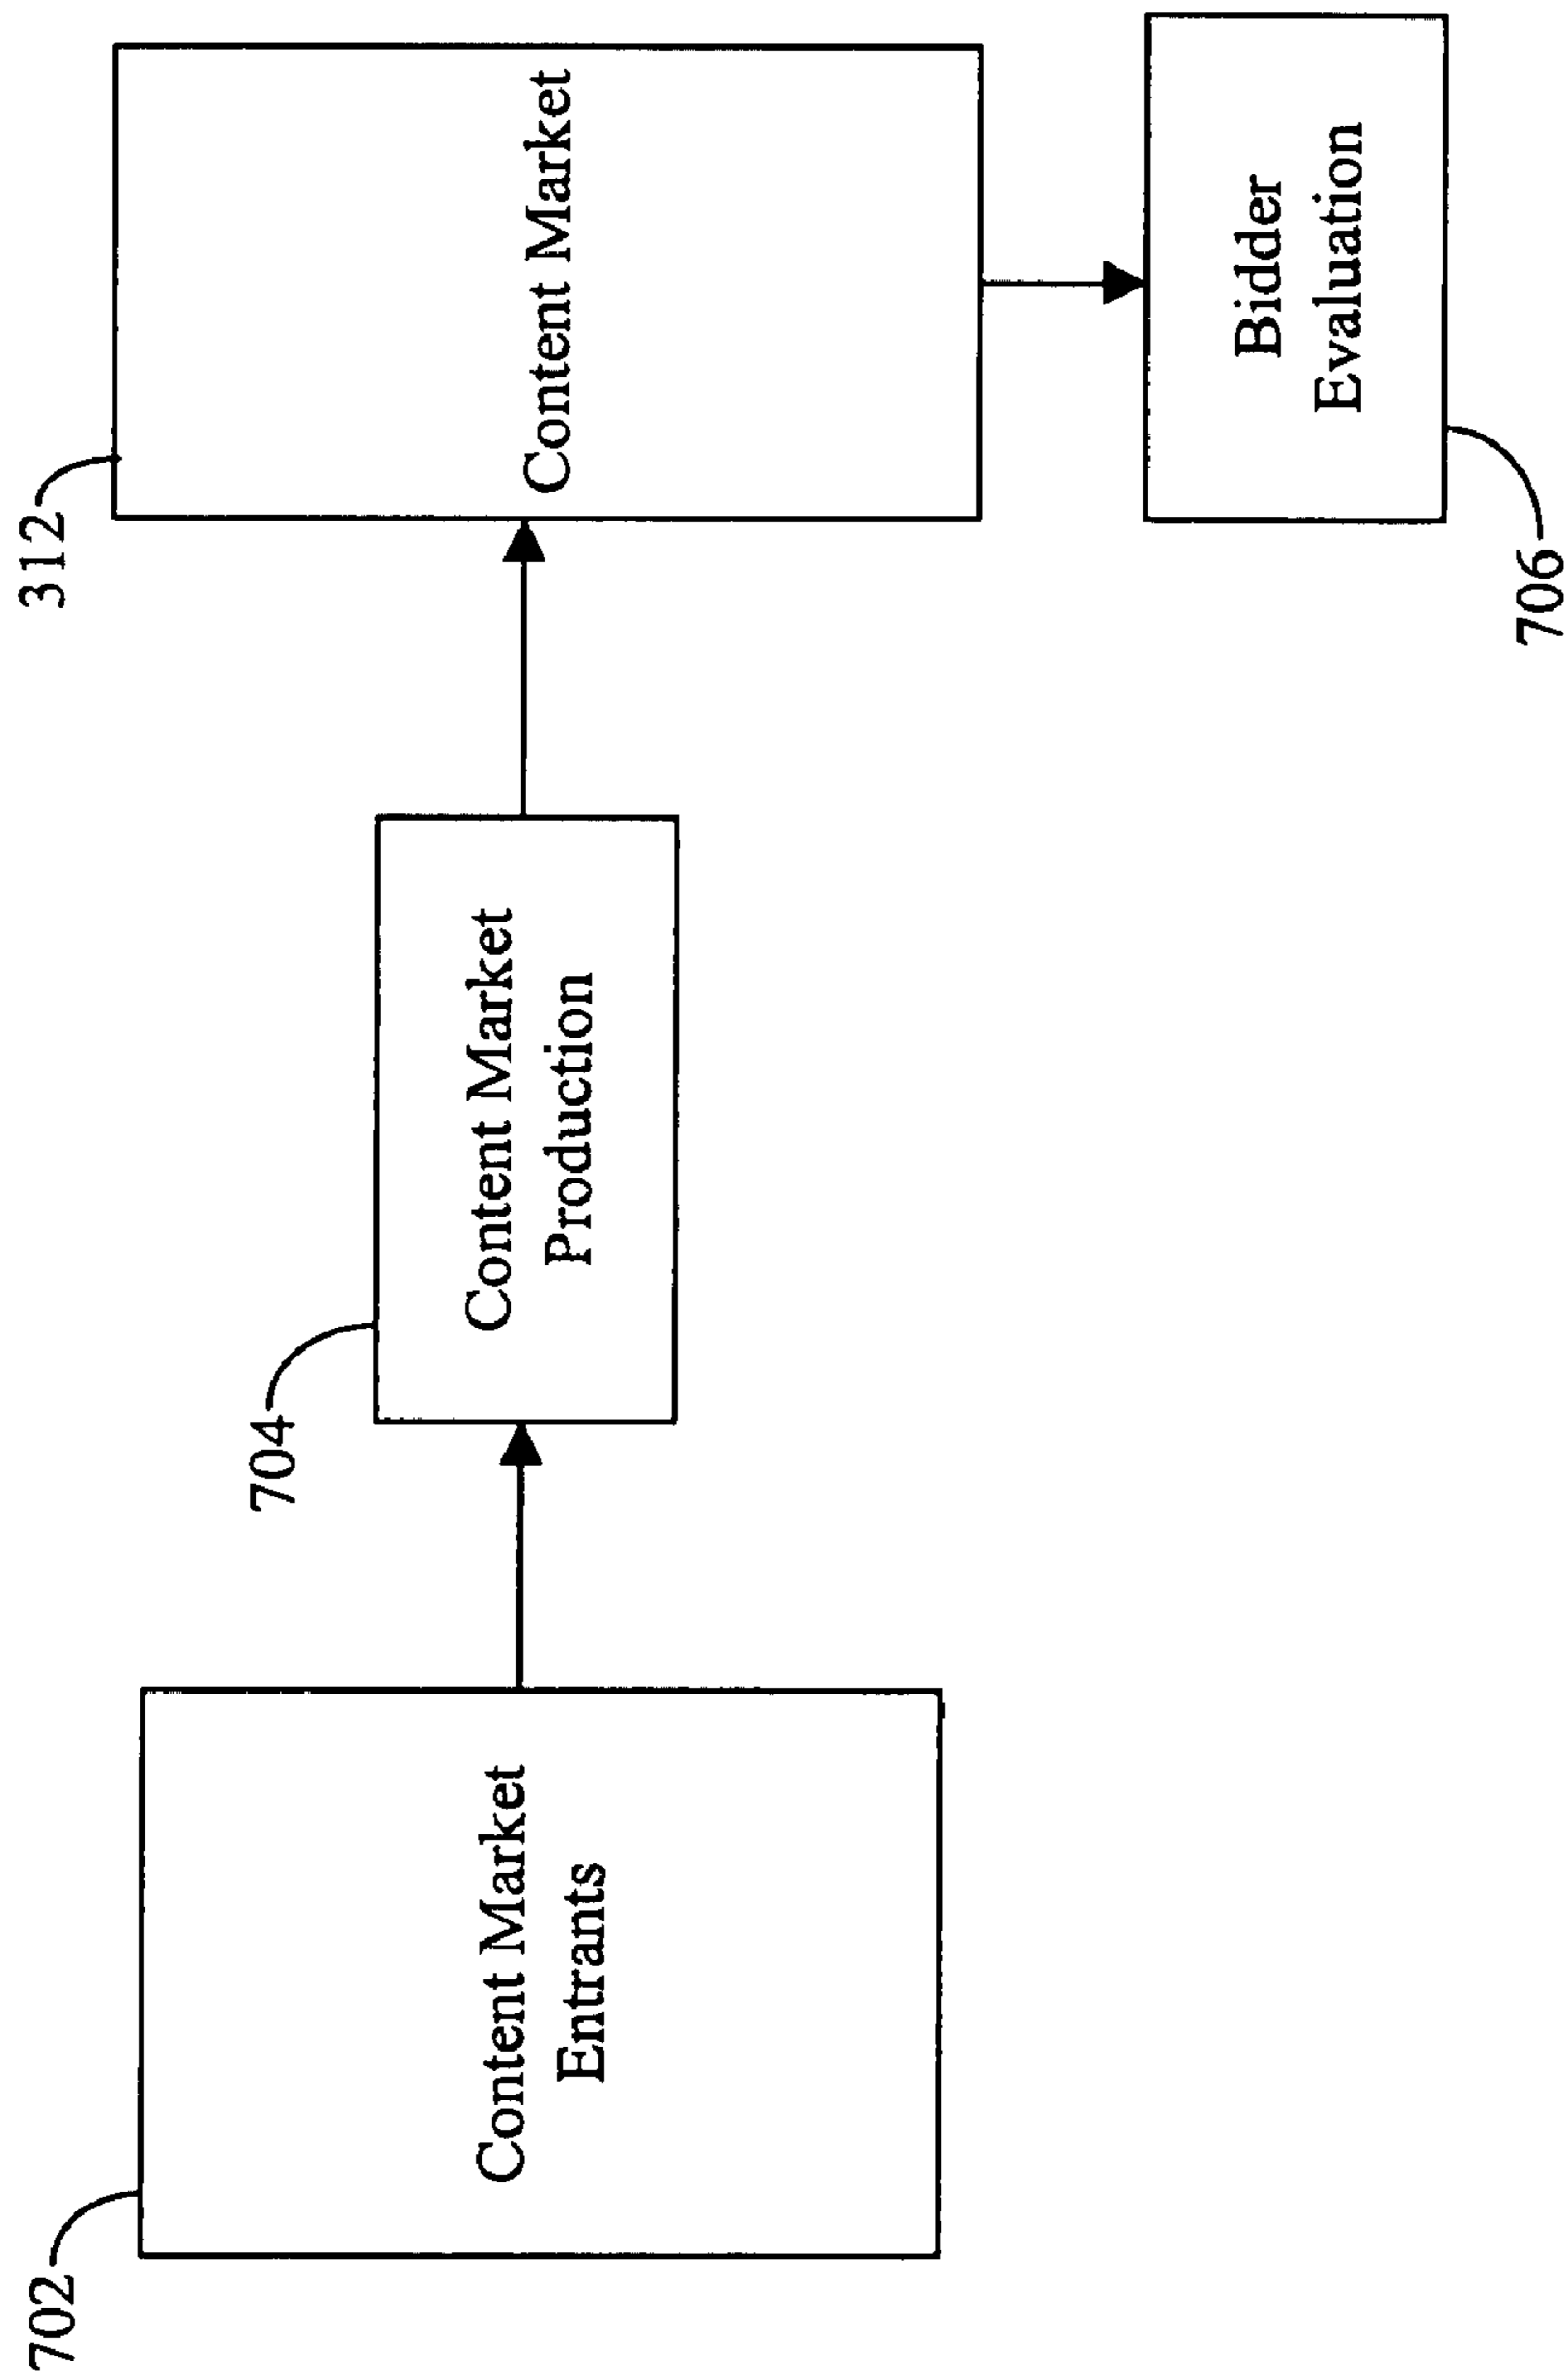 702
Content Market
Entrants
704
Content Market
Production
312
Content Market
Bidder
Evaluation
706